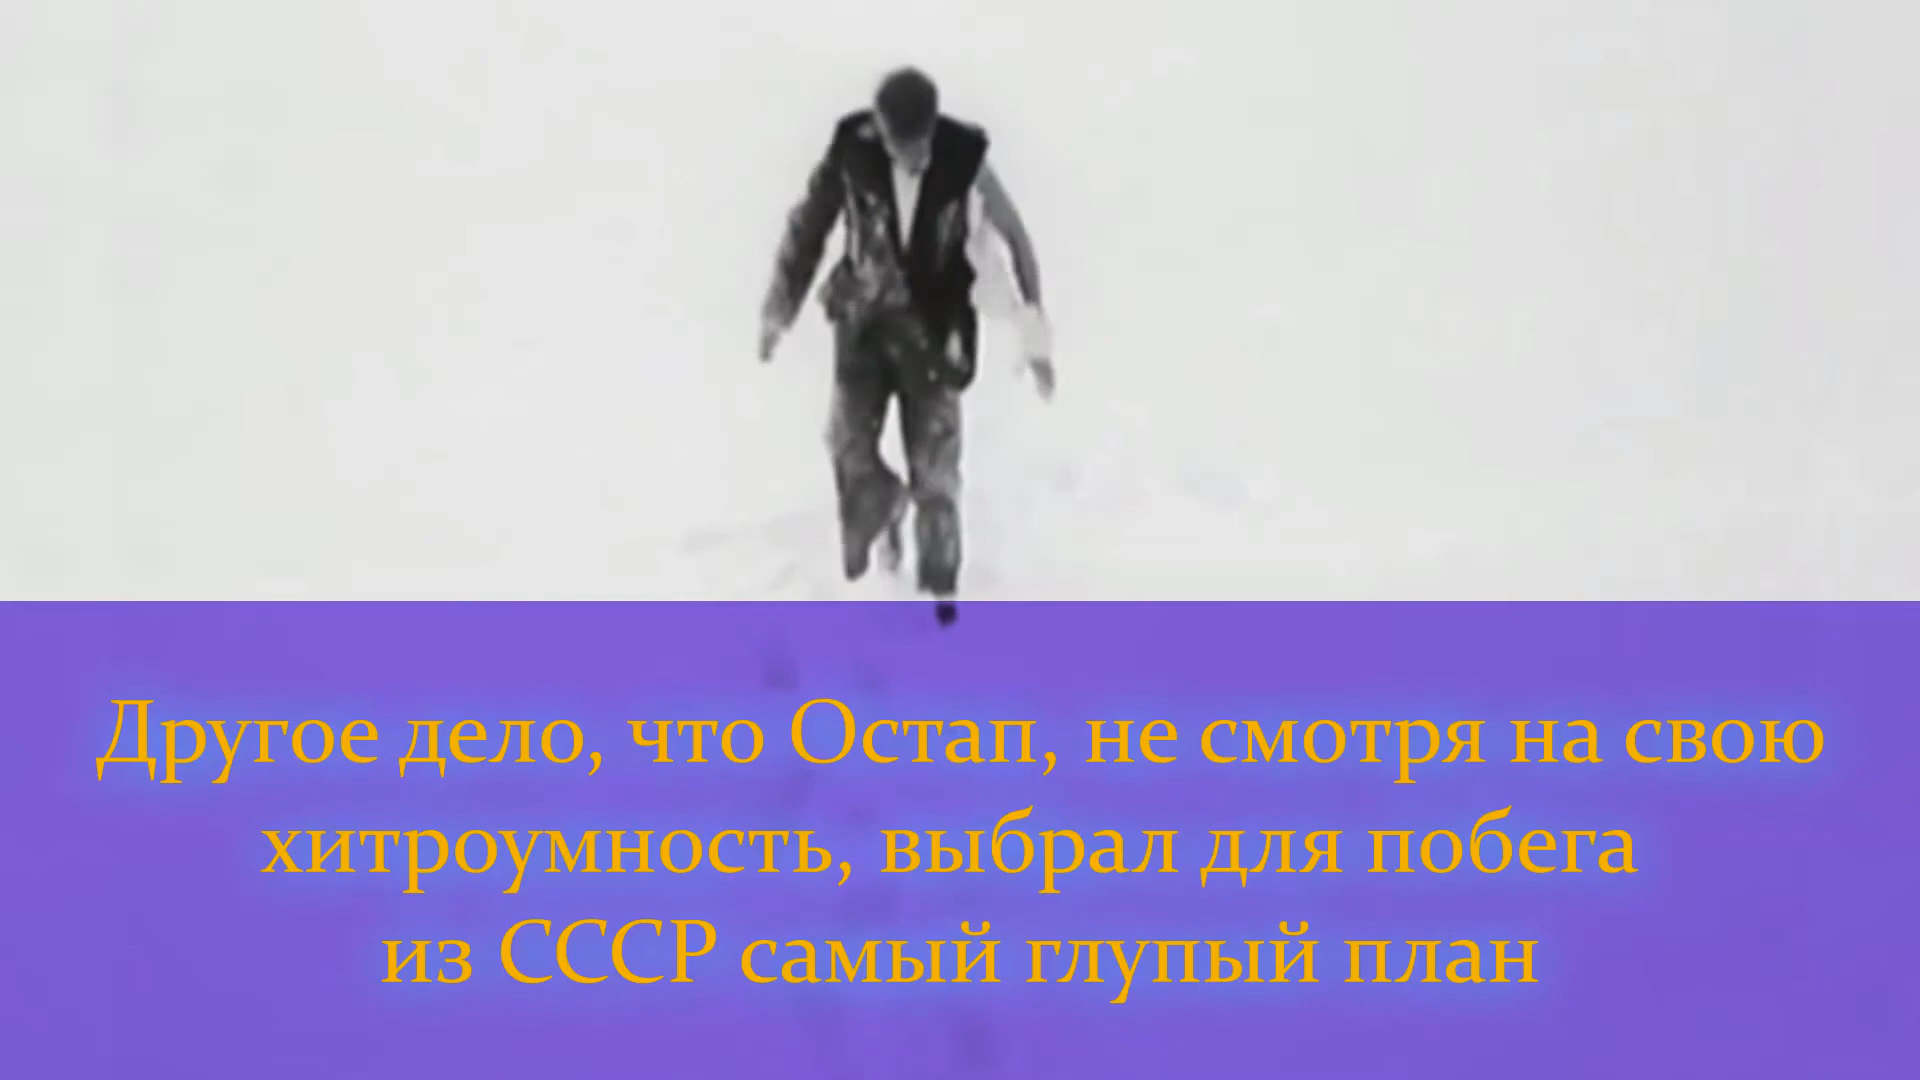 Другое дело, что Остап, не смотря на свою
хитроумность, выбрал для побега
из СССР самый глупый план